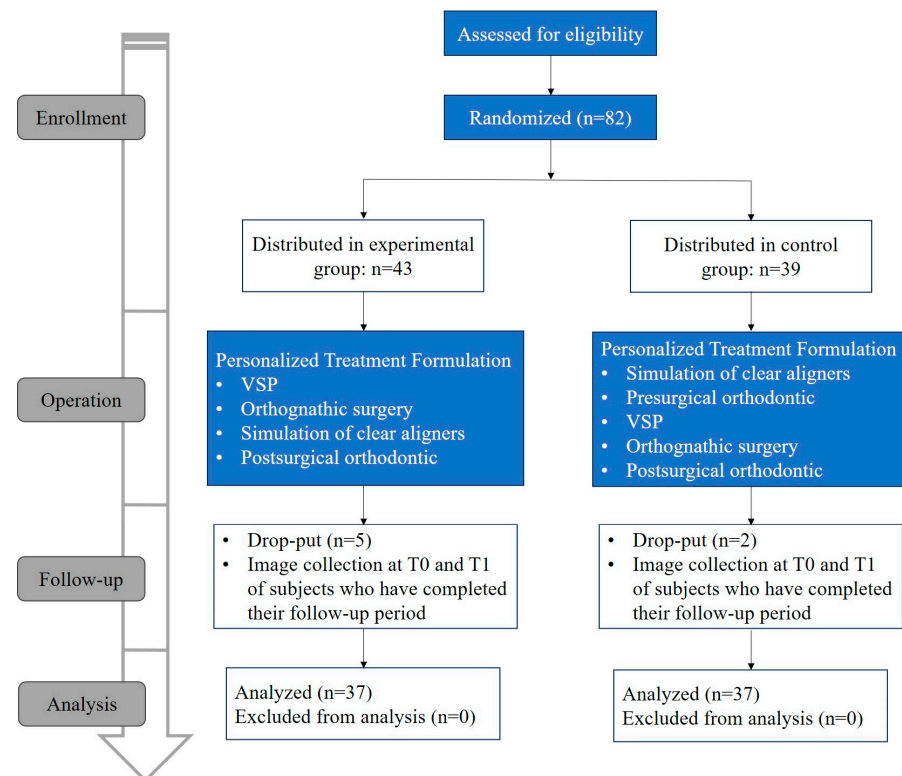 Assessed for eligibility
Enrollment
Randomized (n=82)
Distributed in experimental
group: n=43
Distributed in control
group: n=39
Operation
Personalized Treatment Formulation
• VSP
• Orthognathic surgery
• Simulation of clear aligners
• Postsurgical orthodontic
Personalized Treatment Formulation
• Simulation of clear aligners
• Presurgical orthodontic
• VSP
• Orthognathic surgery
• Postsurgical orthodontic
Follow-up
• Drop-put (n=5)
• Image collection at T0 and T1
of subjects who have completed
their follow-up period
• Drop-put (n=2)
• Image collection at T0 and T1
of subjects who have completed
their follow-up period
Analysis
Analyzed (n=37)
Excluded from analysis (n=0)
Analyzed (n=37)
Excluded from analysis (n=0)